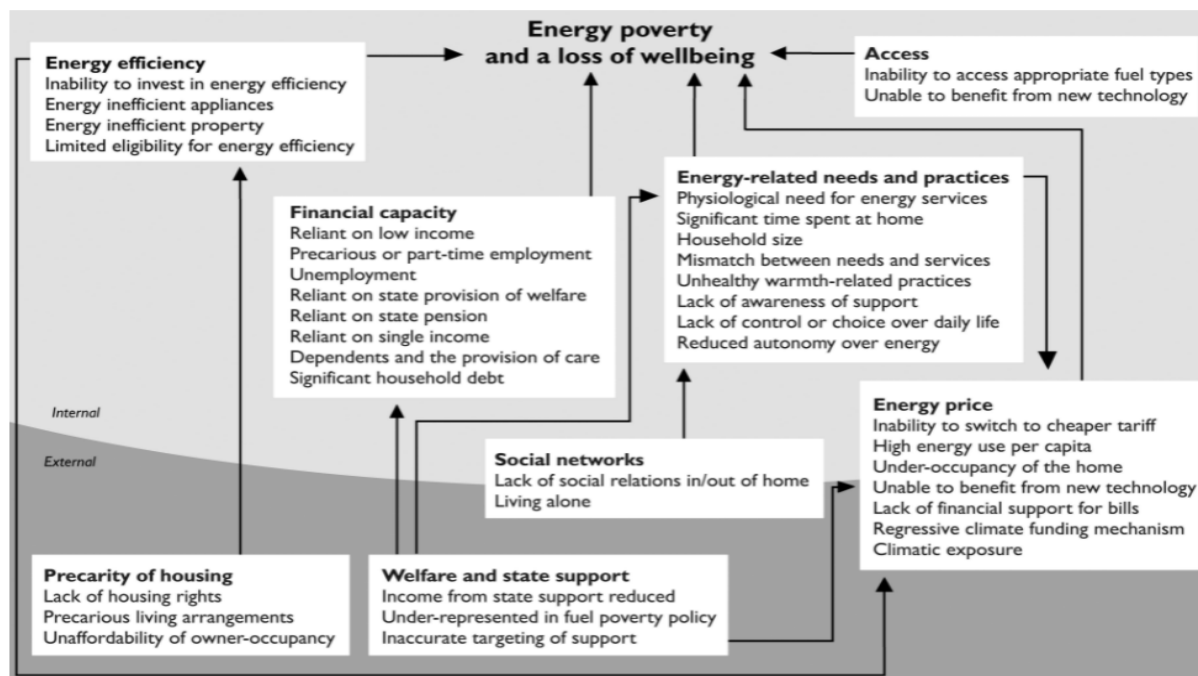 Energy poverty
and a loss of wellbeing
Energy efficiency
Inability to invest in energy efficiency
Energy inefficient appliances
Energy inefficient property
Limited eligibility for energy efficiency
Access
Inability to access appropriate fuel types
Unable to benefit from new technology
Financial capacity
Reliant on low income
Precarious or part-time employment
Unemployment
Reliant on state provision of welfare
Reliant on state pension
Reliant on single income
Dependents and the provision of care
Significant household debt
Energy-related needs and practices
Physiological need for energy services
Significant time spent at home
Household size
Mismatch between needs and services
Unhealthy warmth-related practices
Lack of awareness of support
Lack of control or choice over daily life
Reduced autonomy over energy
Internal
External
Social networks
Lack of social relations in/out of home
Living alone
Energy price
Inability to switch to cheaper tariff
High energy use per capita
Under-occupancy of the home
Unable to benefit from new technology
Lack of financial support for bills
Regressive climate funding mechanism
Climatic exposure
Precarity of housing
Lack of housing rights
Precarious living arrangements
Unaffordability of owner-occupancy
Welfare and state support
Income from state support reduced
Under-represented in fuel poverty policy
Inaccurate targeting of support